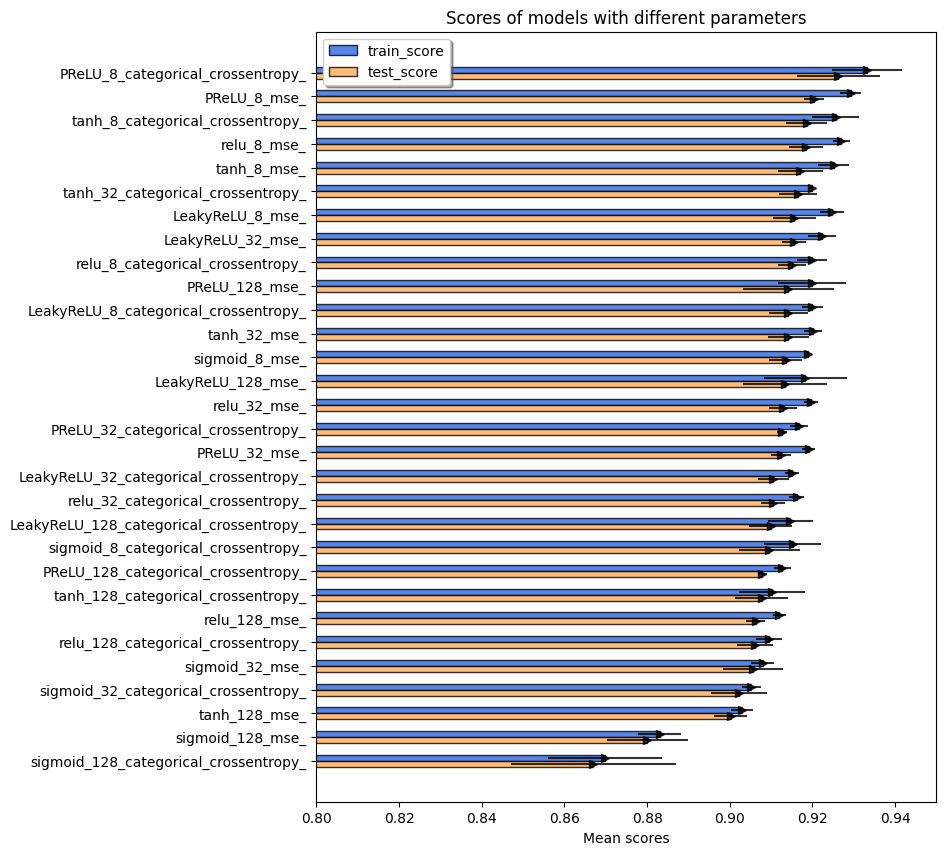 Scores of models with different parameters
train_score
test_score
PReLU_8_categorical_crossentropy_
PReLU_8_mse_
tanh_8_categorical_crossentropy_
relu_8_mse_
tanh_8_mse_
tanh_32_categorical_crossentropy_
LeakyReLU_8_mse_
LeakyReLU_32_mse_
relu_8_categorical_crossentropy_
PReLU_128_mse_
LeakyReLU_8_categorical_crossentropy_
tanh_32_mse_
sigmoid_8_mse_
LeakyReLU_128_mse_
relu_32_mse_
PReLU_32_categorical_crossentropy_
PReLU_32_mse_
LeakyReLU_32_categorical_crossentropy_
relu_32_categorical_crossentropy_
LeakyReLU_128_categorical_crossentropy_
sigmoid_8_categorical_crossentropy_
PReLU_128_categorical_crossentropy_
tanh_128_categorical_crossentropy_
relu_128_mse_
relu_128_categorical_crossentropy_
sigmoid_32_mse_
sigmoid_32_categorical_crossentropy_
tanh_128_mse_
sigmoid_128_mse_
sigmoid_128_categorical_crossentropy_
0.80 0.82 0.84 0.86 0.88 0.90 0.92 0.94
Mean scores